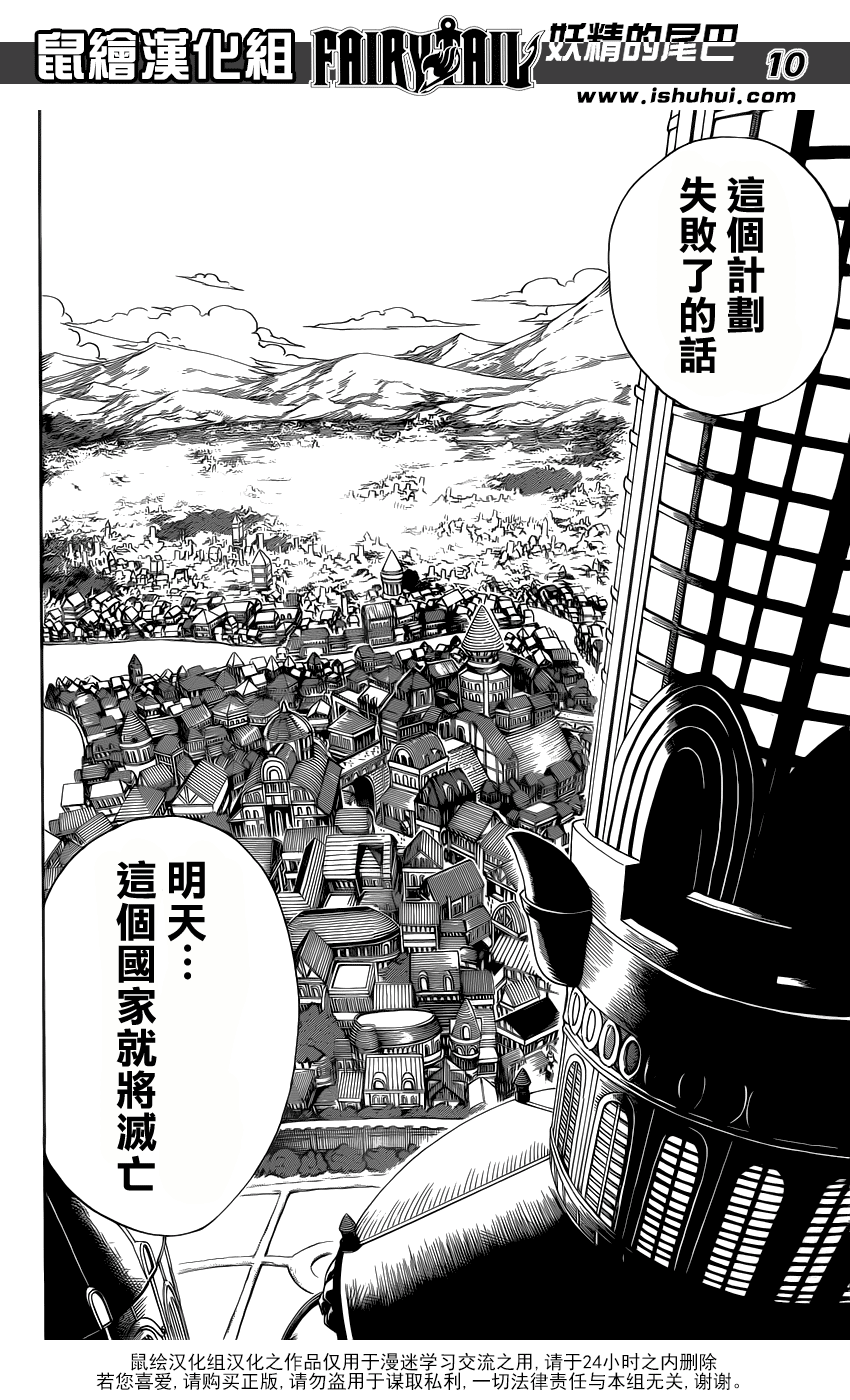 鼠繪漢化組
FAIRY TAIL
妖精的尾巴
10
www.ishuhui.com
這個計劃
失敗了的話
明天…
這個國家就將滅亡
鼠绘汉化组汉化之作品仅用于漫迷学习交流之用, 请于24小时之内删除
若您喜爱, 请购买正版, 请勿盗用于谋取私利, 一切法律责任与本组无关, 谢谢。